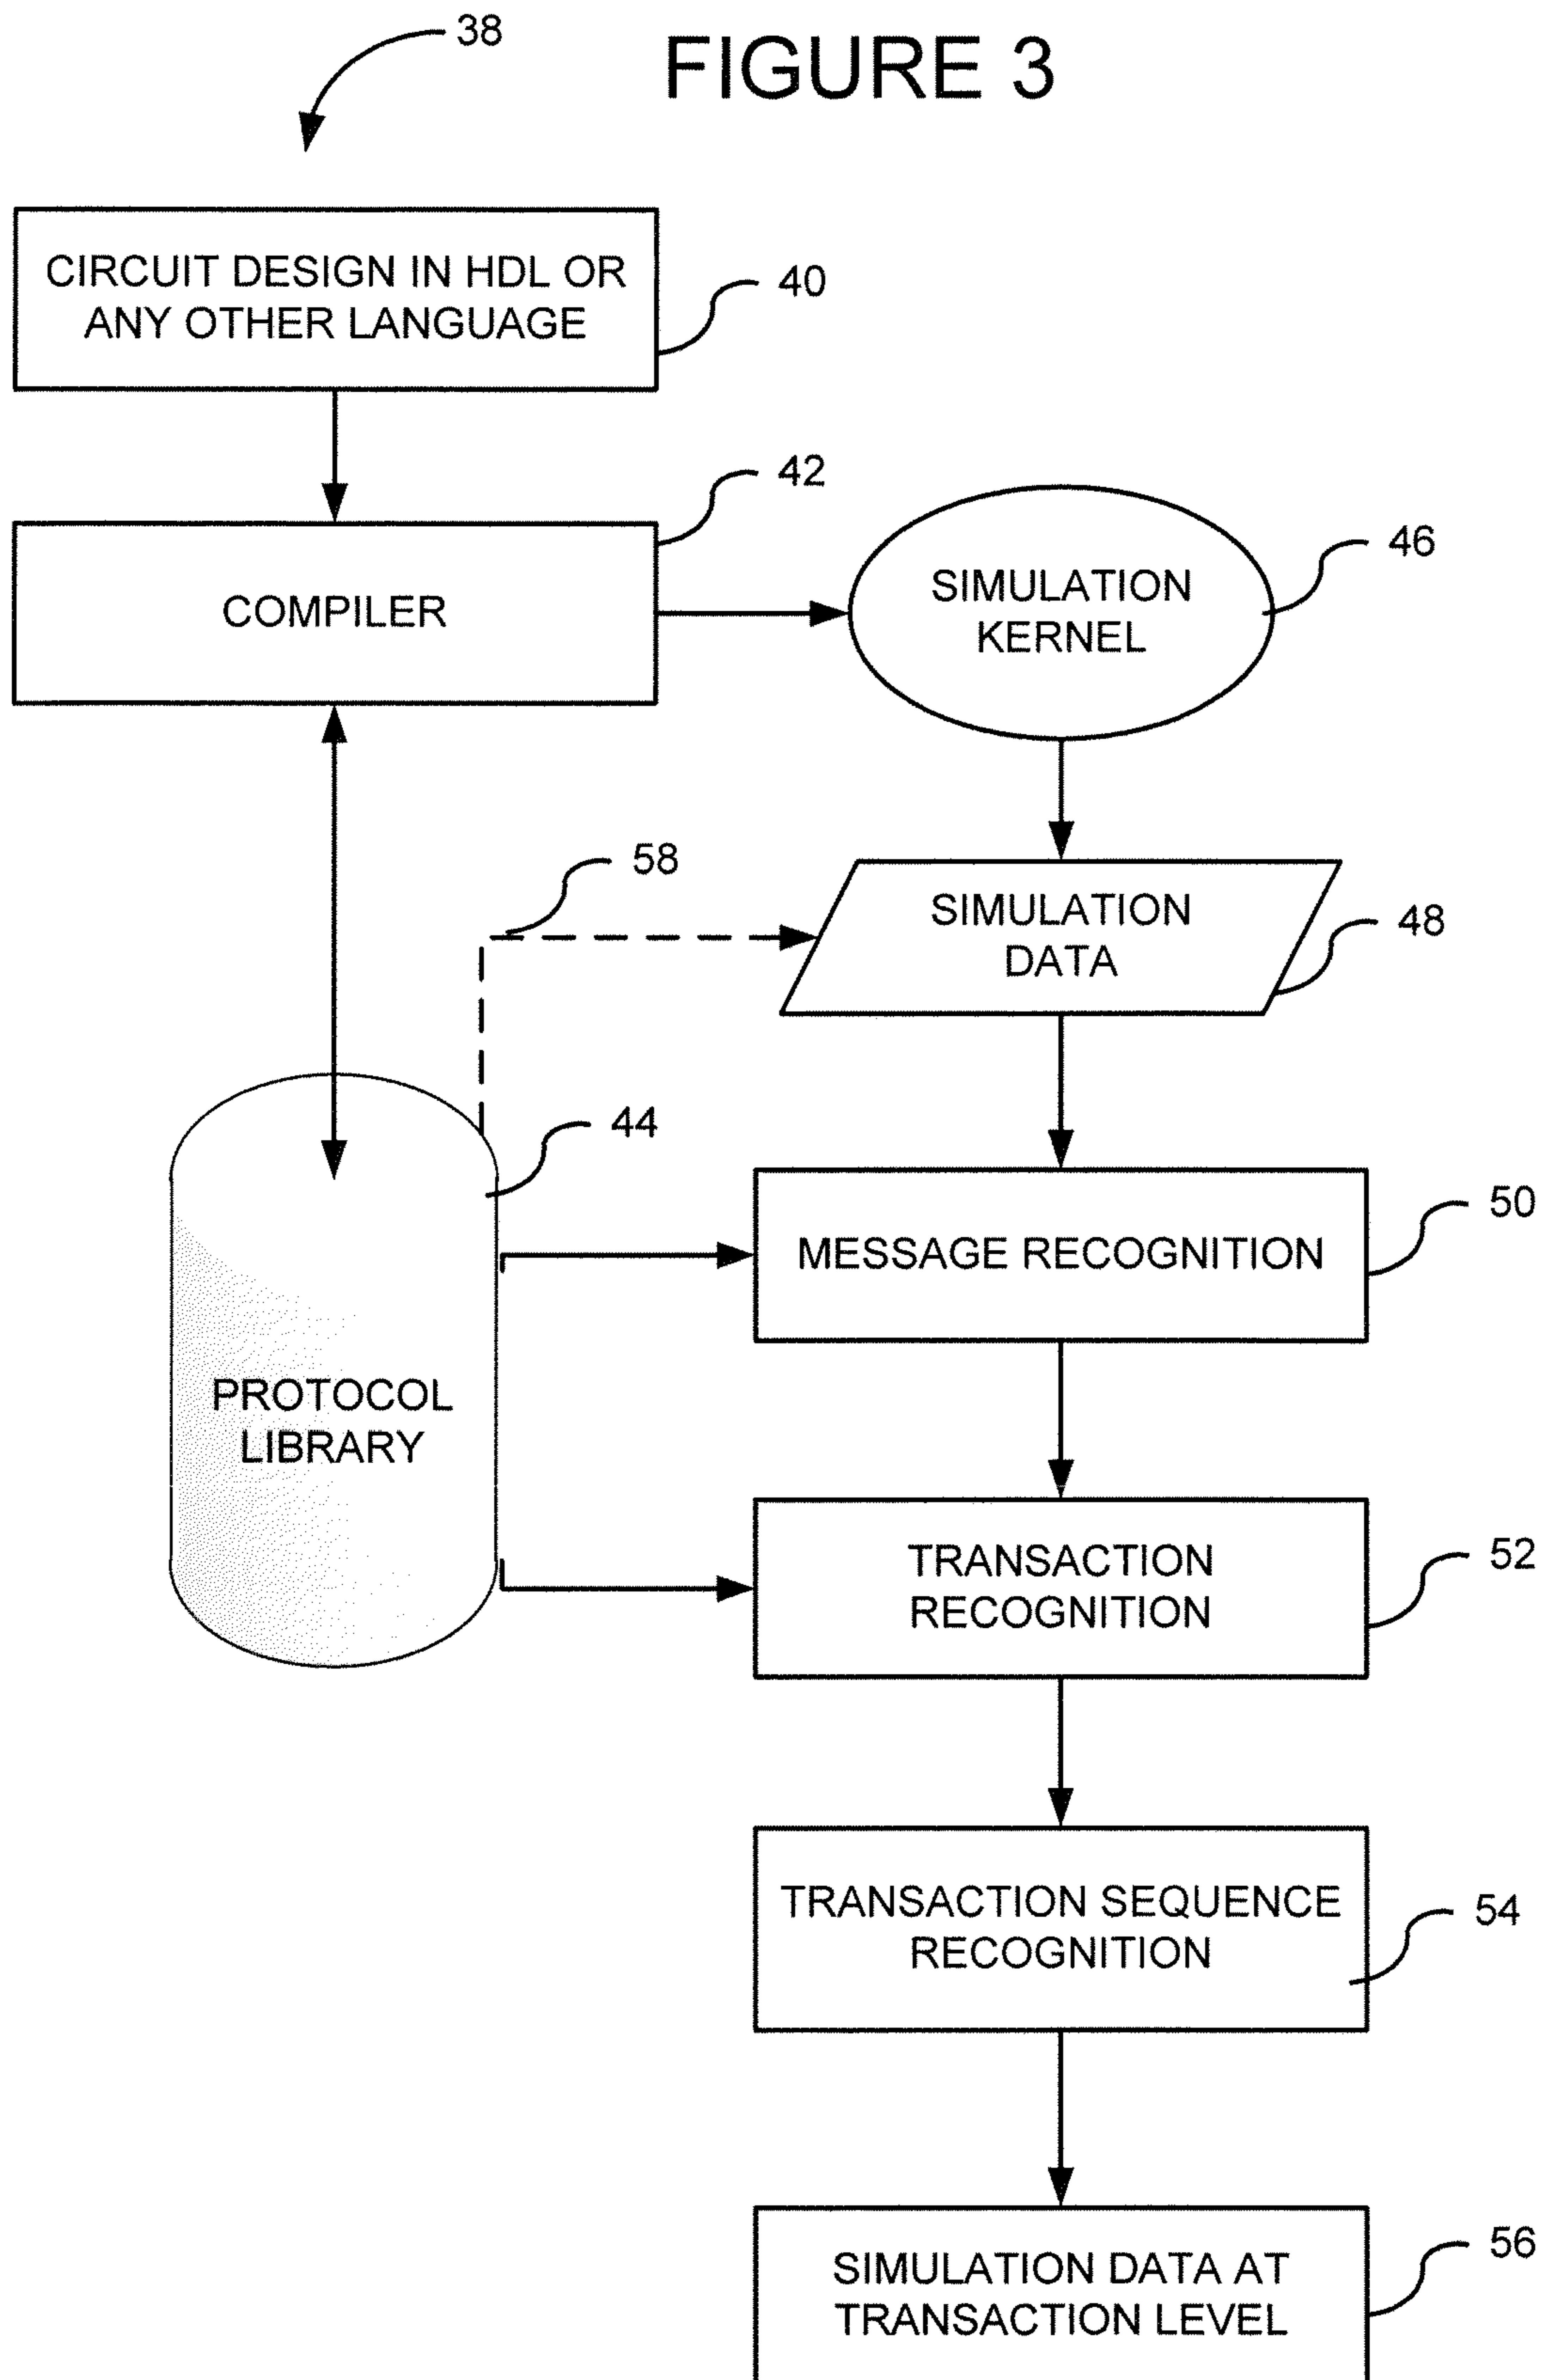 38
FIGURE 3
CIRCUIT DESIGN IN HDL OR
ANY OTHER LANGUAGE
40
42
COMPILER
SIMULATION
KERNEL
46
58
SIMULATION
DATA
48
44
MESSAGE RECOGNITION
50
PROTOCOL
LIBRARY
TRANSACTION
RECOGNITION
52
TRANSACTION SEQUENCE
RECOGNITION
54
SIMULATION DATA AT
TRANSACTION LEVEL
56